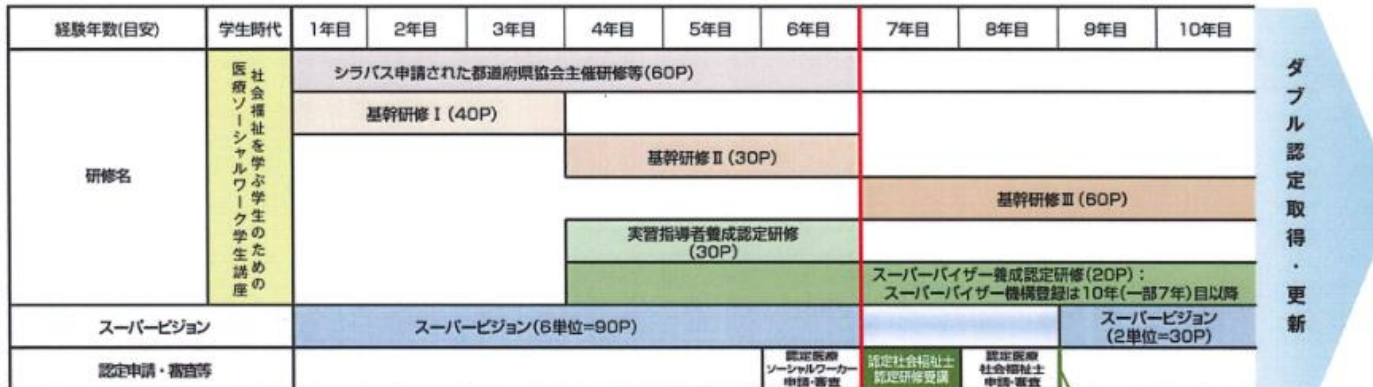 経験年数(目安)
学生時代
1年目
2年目
3年目
4年目
5年目
6年目
7年目
8年目
9年目
10年目
研修名
社会福祉を学ぶ学生のための
医療ソーシャルワーク学生講座
シラバス申請された都道府県協会主催研修等(60P)
基幹研修Ⅰ(40P)
基幹研修Ⅱ(30P)
基幹研修Ⅲ(60P)
実習指導者養成認定研修
(30P)
スーパーバイザー養成認定研修(20P):
スーパーバイザー機構登録は10年(一部7年)目以降
スーパービジョン
スーパービジョン(6単位=90P)
スーパービジョン
(2単位=30P)
認定申請・審査等
認定医療
ソーシャルワーカー
申請・審査
認定社会福祉士
認定研修受講
認定医療
社会福祉士
申請・審査
ダブル認定取得・更新